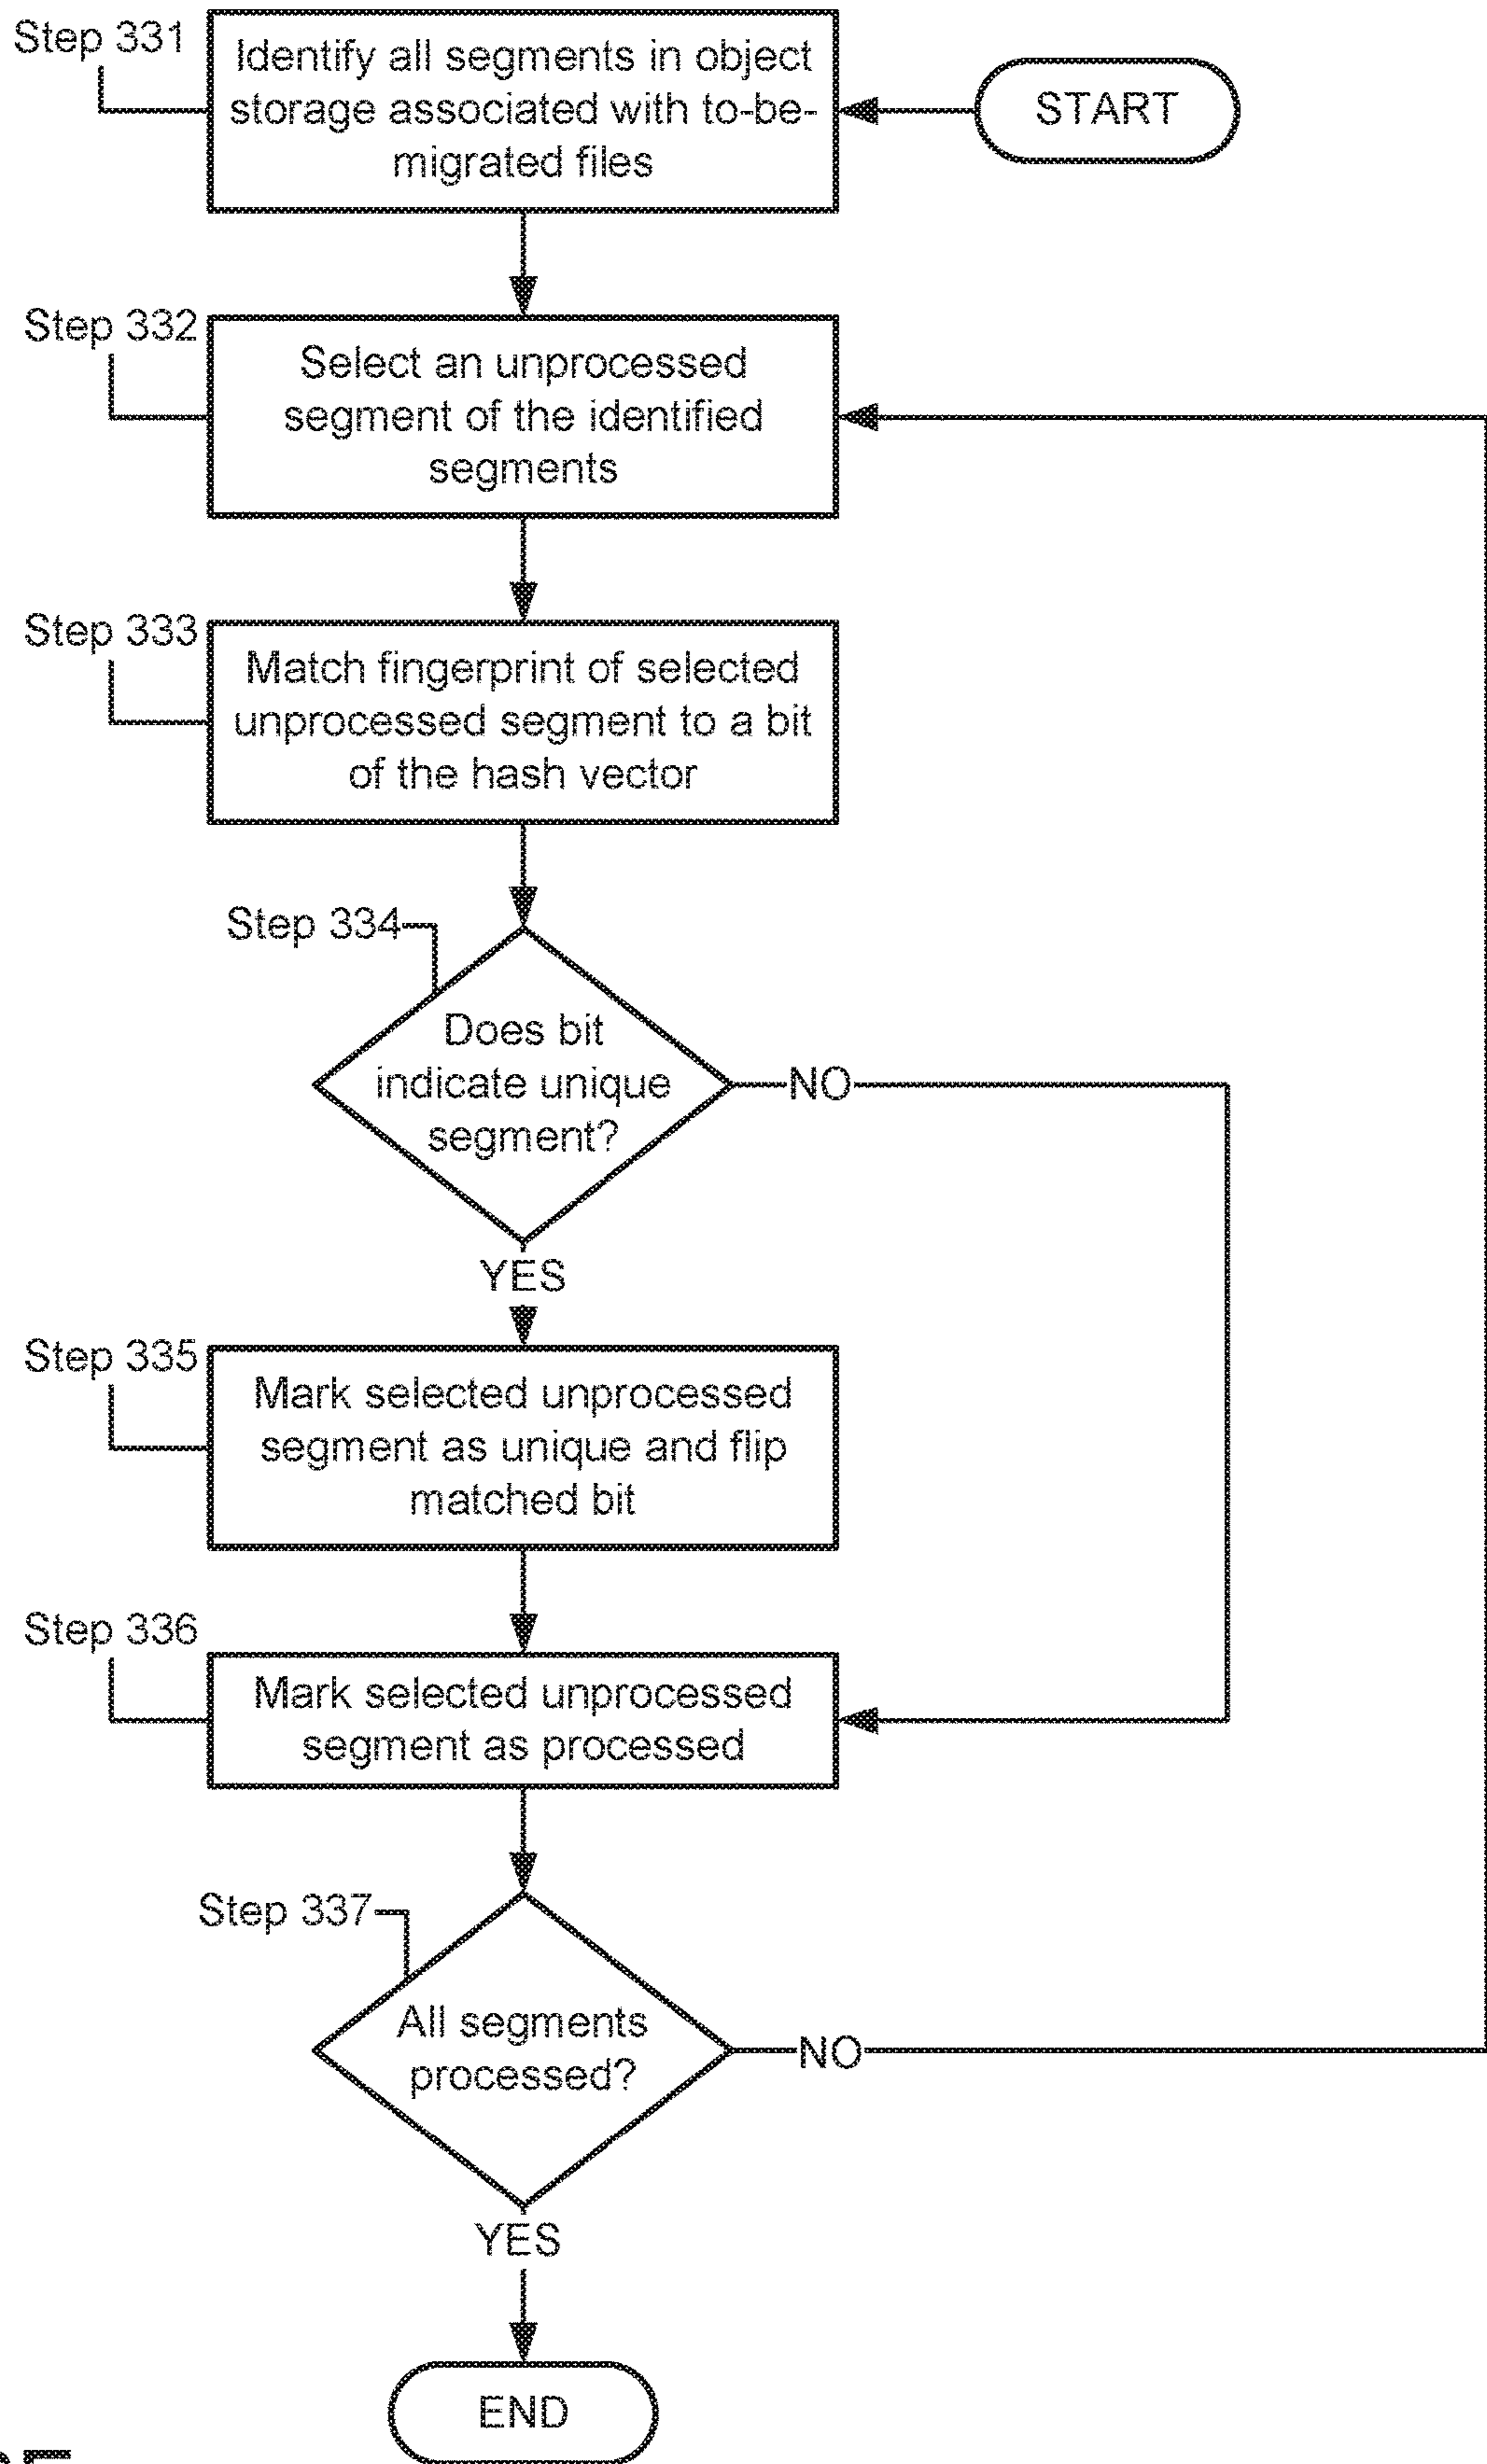 Step 331
Identify all segments in object
storage associated with to-be-
migrated files
START
Step 332
Select an unprocessed
segment of the identified
segments
Step 333
Match fingerprint of selected
unprocessed segment to a bit
of the hash vector
Step 334
Does bit
indicate unique
segment?
NO
YES
Step 335
Mark selected unprocessed
segment as unique and flip
matched bit
Step 336
Mark selected unprocessed
segment as processed
Step 337
All segments
processed?
NO
YES
END